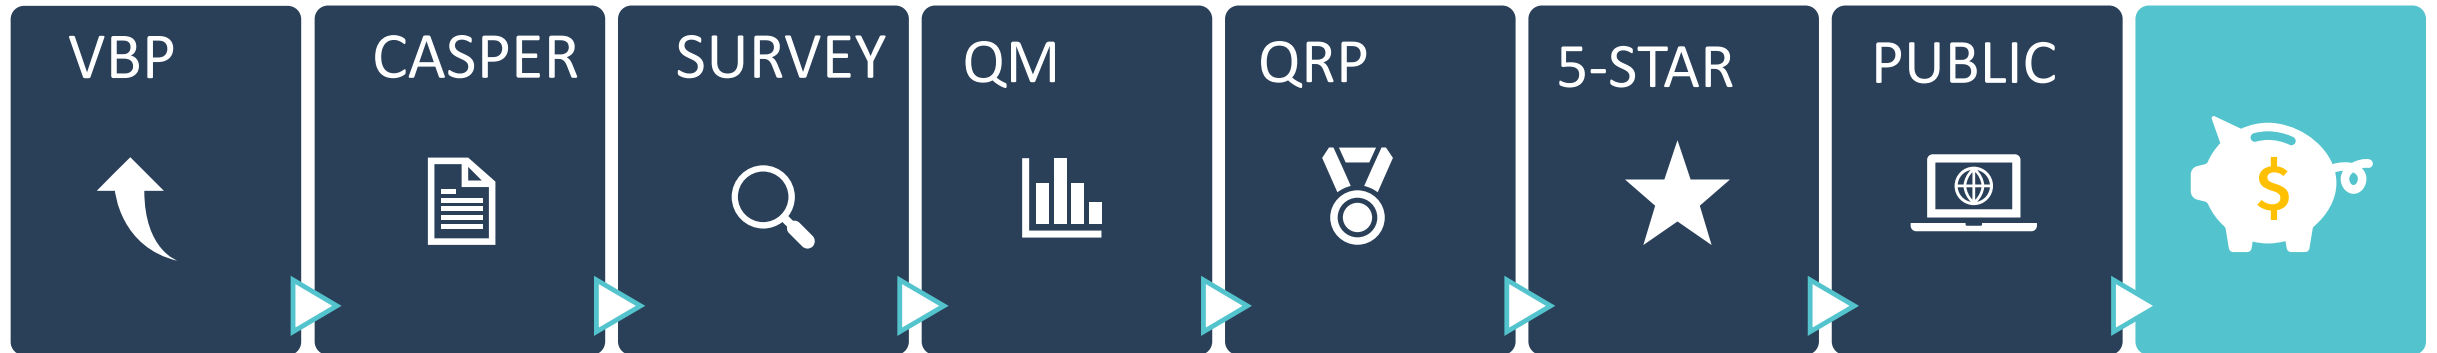 VBP
CASPER
SURVEY
QM
QRP
5-STAR
PUBLIC
$